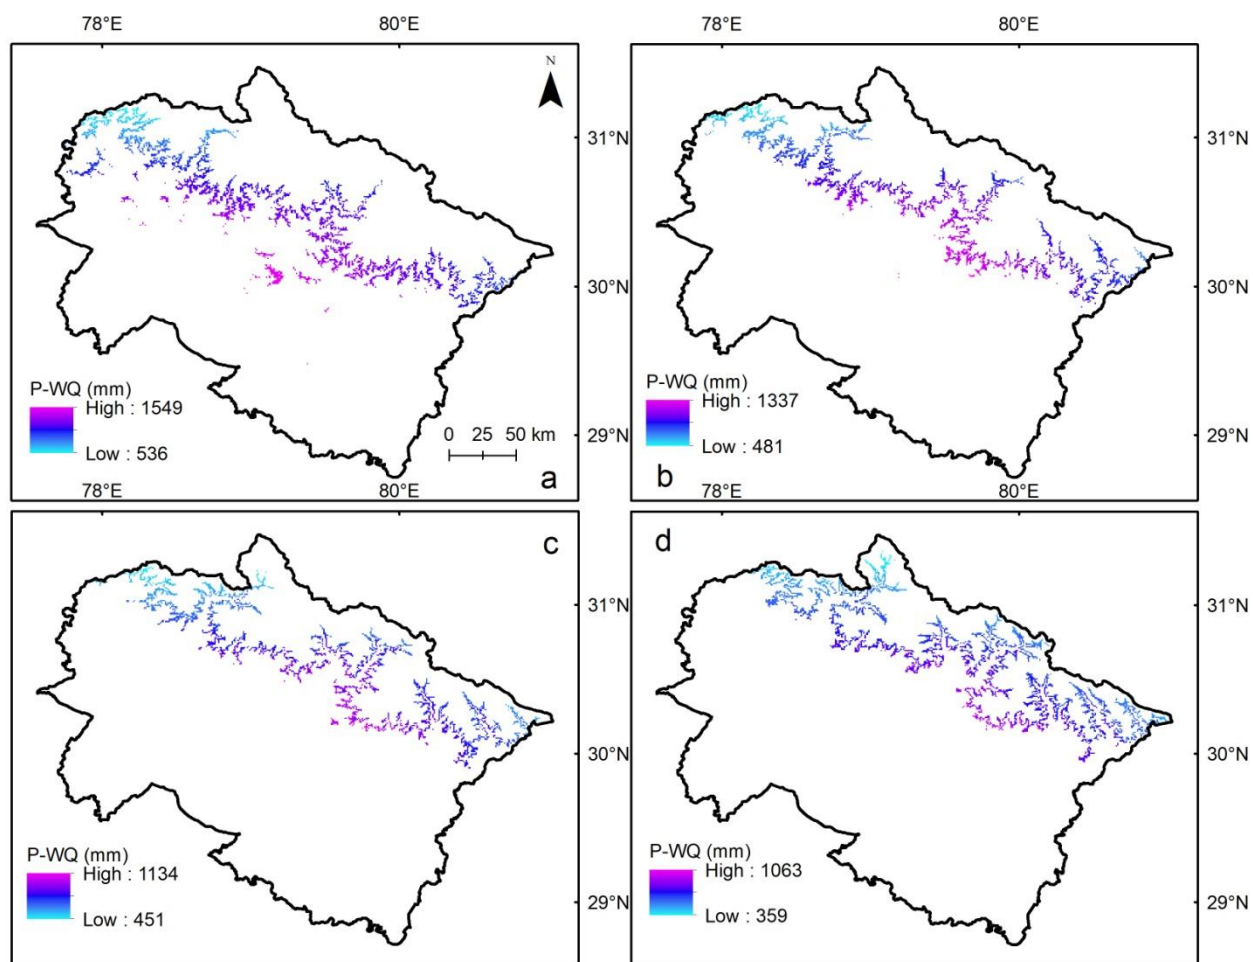 78°E 80°E 78°E 80°E
N
31°N 31°N
30°N 30°N
P-WQ (mm)
High : 1549
Low : 536
0 25 50 km
29°N
a
P-WQ (mm)
High : 1337
Low : 481
29°N
b
78°E 80°E 78°E 80°E
c
d
31°N 31°N
30°N 30°N
P-WQ (mm)
High : 1134
Low : 451
29°N
P-WQ (mm)
High : 1063
Low : 359
29°N